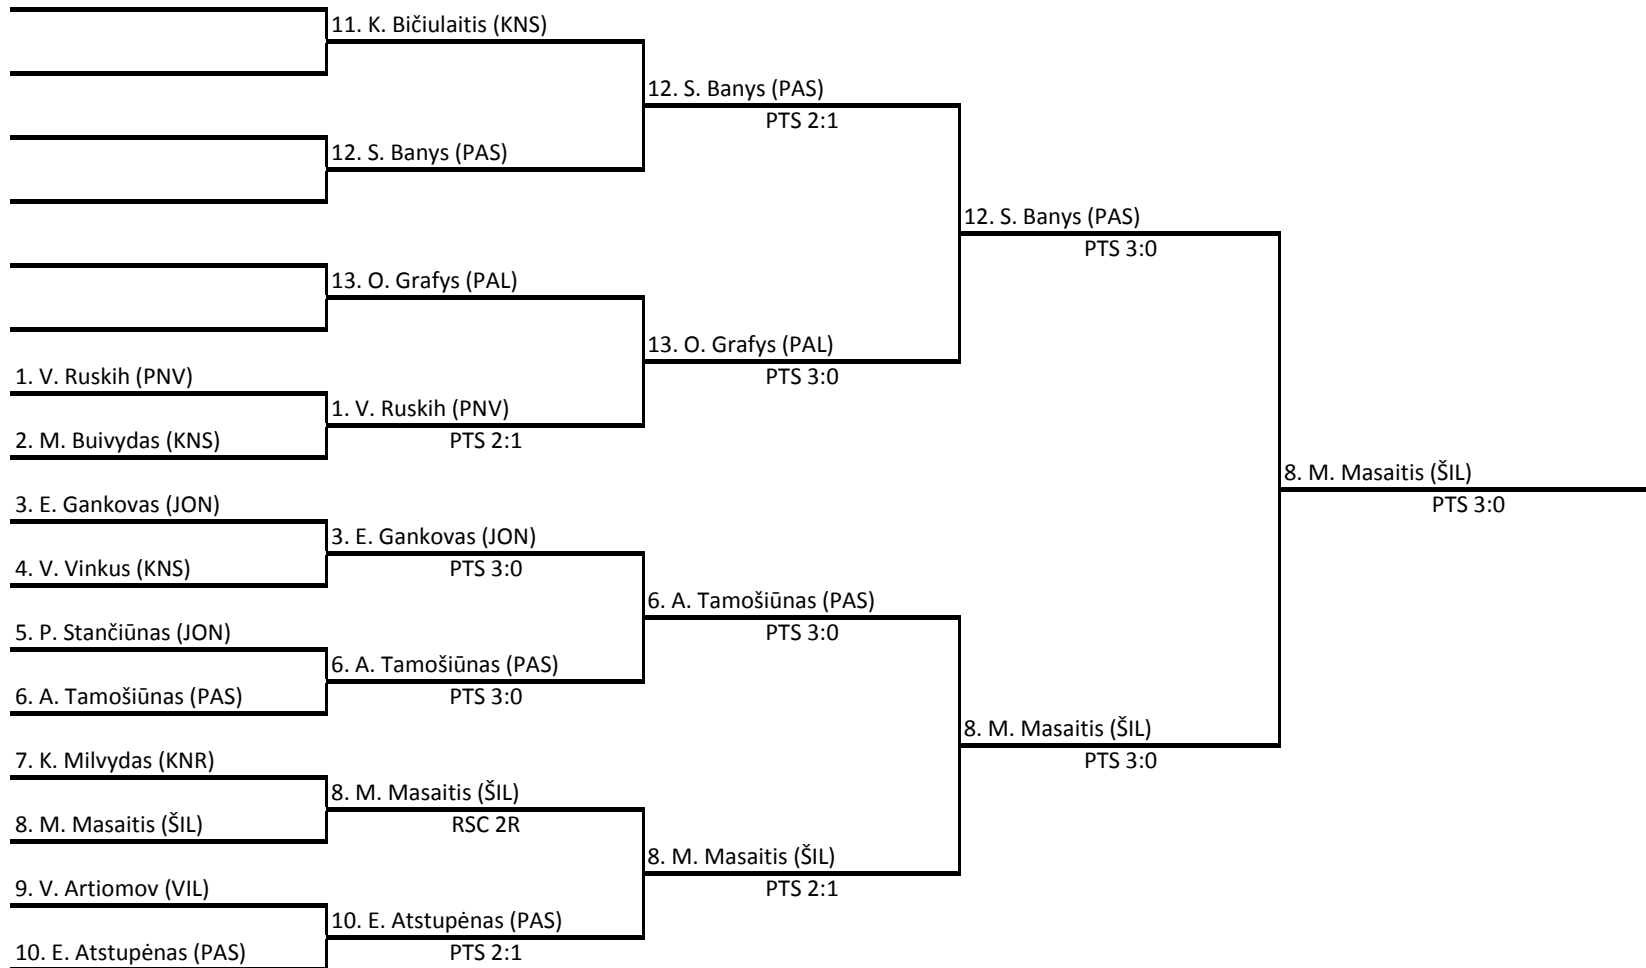 11. K. Bičiulaitis (KNS)
12. S. Banys (PAS)
PTS 2:1
12. S. Banys (PAS)
12. S. Banys (PAS)
PTS 3:0
13. O. Grafys (PAL)
13. O. Grafys (PAL)
PTS 3:0
1. V. Ruskih (PNV)
1. V. Ruskih (PNV)
PTS 2:1
2. M. Buivydas (KNS)
8. M. Masaitis (ŠIL)
PTS 3:0
3. E. Gankovas (JON)
3. E. Gankovas (JON)
PTS 3:0
4. V. Vinkus (KNS)
6. A. Tamošiūnas (PAS)
PTS 3:0
5. P. Stančiūnas (JON)
6. A. Tamošiūnas (PAS)
PTS 3:0
6. A. Tamošiūnas (PAS)
8. M. Masaitis (ŠIL)
PTS 3:0
7. K. Milvydas (KNR)
8. M. Masaitis (ŠIL)
RSC 2R
8. M. Masaitis (ŠIL)
8. M. Masaitis (ŠIL)
PTS 2:1
9. V. Artiomov (VIL)
10. E. Atstupėnas (PAS)
PTS 2:1
10. E. Atstupėnas (PAS)